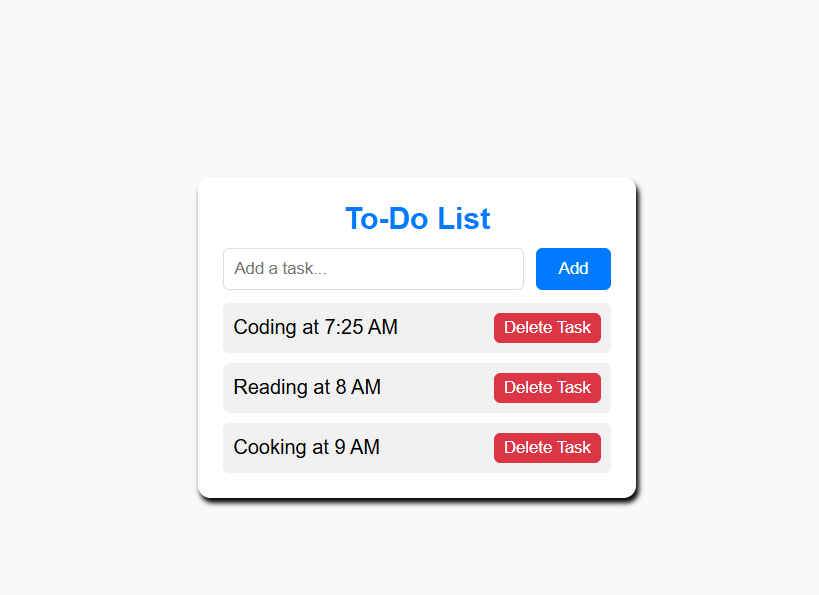 To-Do List
Add a task...
Add
Coding at 7:25 AM
Delete Task
Reading at 8 AM
Delete Task
Cooking at 9 AM
Delete Task